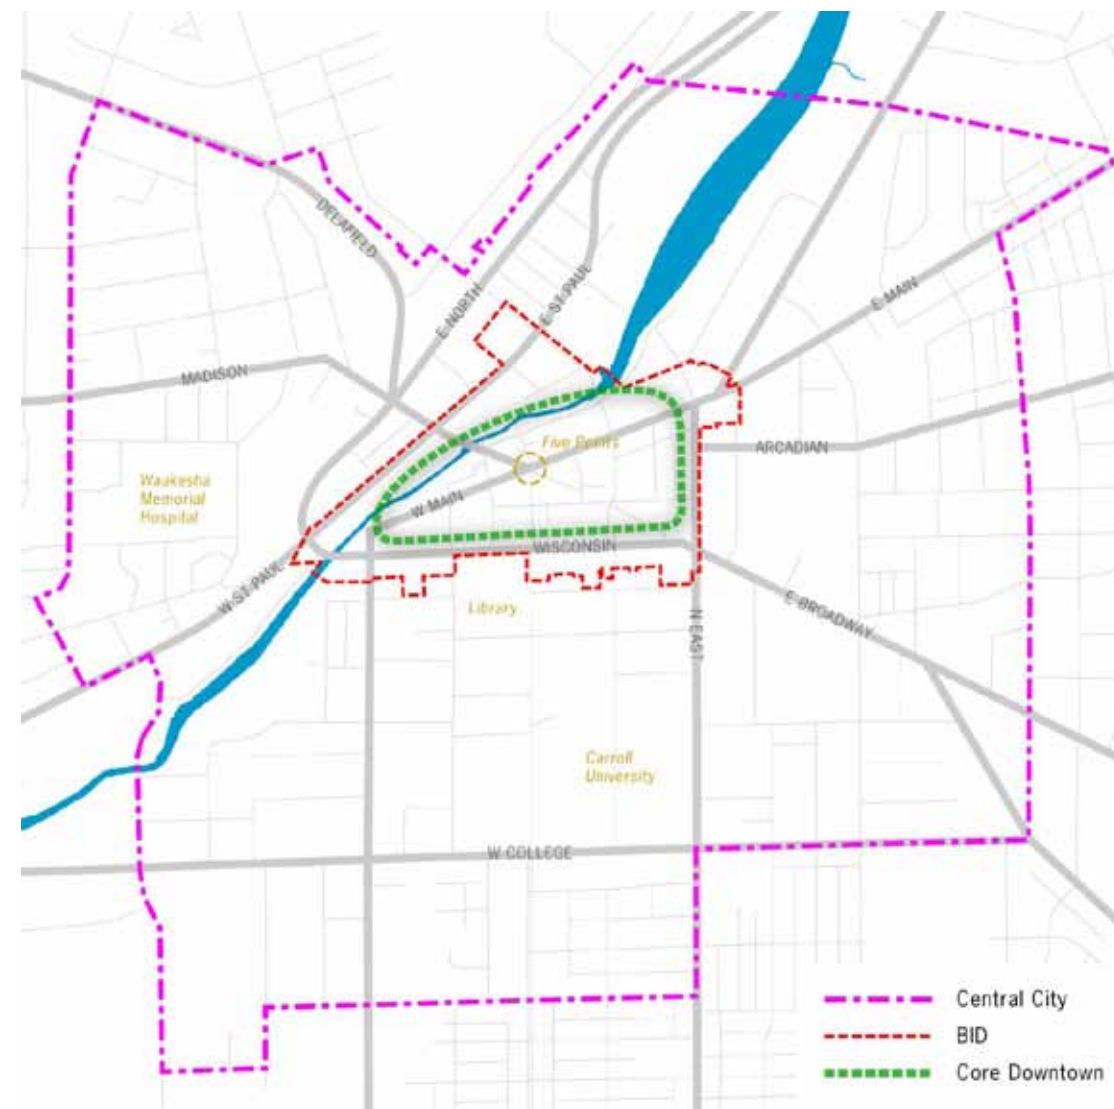 DELAFIELD
E NORTH
E ST PAUL
E MAIN
MADISON
Five Points
ARCADIAN
Waukesha
Memorial
Hospital
W MAIN
WISCONSIN
W ST PAUL
Library
E BROADWAY
N EAST
Carroll
University
W COLLEGE
Central City
BID
Core Downtown